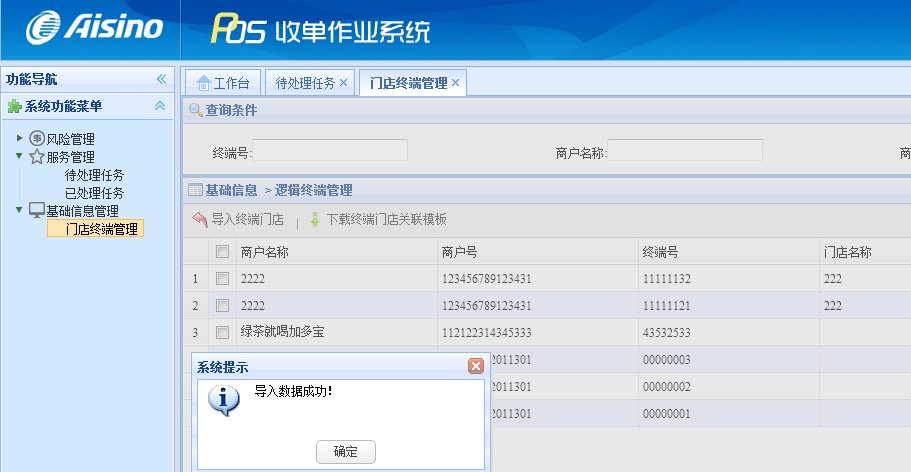 Aisino
POS 收单作业系统
功能导航
系统功能菜单
风险管理
服务管理
待处理任务
已处理任务
基础信息管理
门店终端管理
工作台 待处理任务 门店终端管理
查询条件
终端号: 商户名称: 商
基础信息 > 逻辑终端管理
导入终端门店 下载终端门店关联模板
商户名称 商户号 终端号 门店名称
1 2222 123456789123431 11111132 222
2 2222 123456789123431 11111121 222
3 绿茶就喝加多宝 112122314345333 43532533
2011301 00000003
2011301 00000002
2011301 00000001
系统提示
导入数据成功!
确定